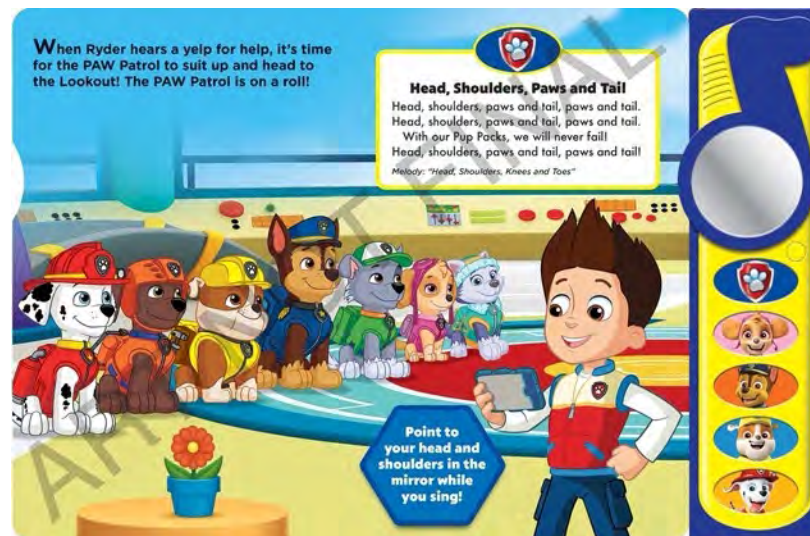 When Ryder hears a yelp for help, it's time
for the PAW Patrol to suit up and head to
the Lookout! The PAW Patrol is on a roll!
Head, Shoulders, Paws and Tail
Head, shoulders, paws and tail, paws and tail.
Head, shoulders, paws and tail, paws and tail.
With our Pup Packs, we will never fail!
Head, shoulders, paws and tail, paws and tail!
Melody: "Head, Shoulders, Knees and Toes"
Point to
your head and
shoulders in the
mirror while
you sing!